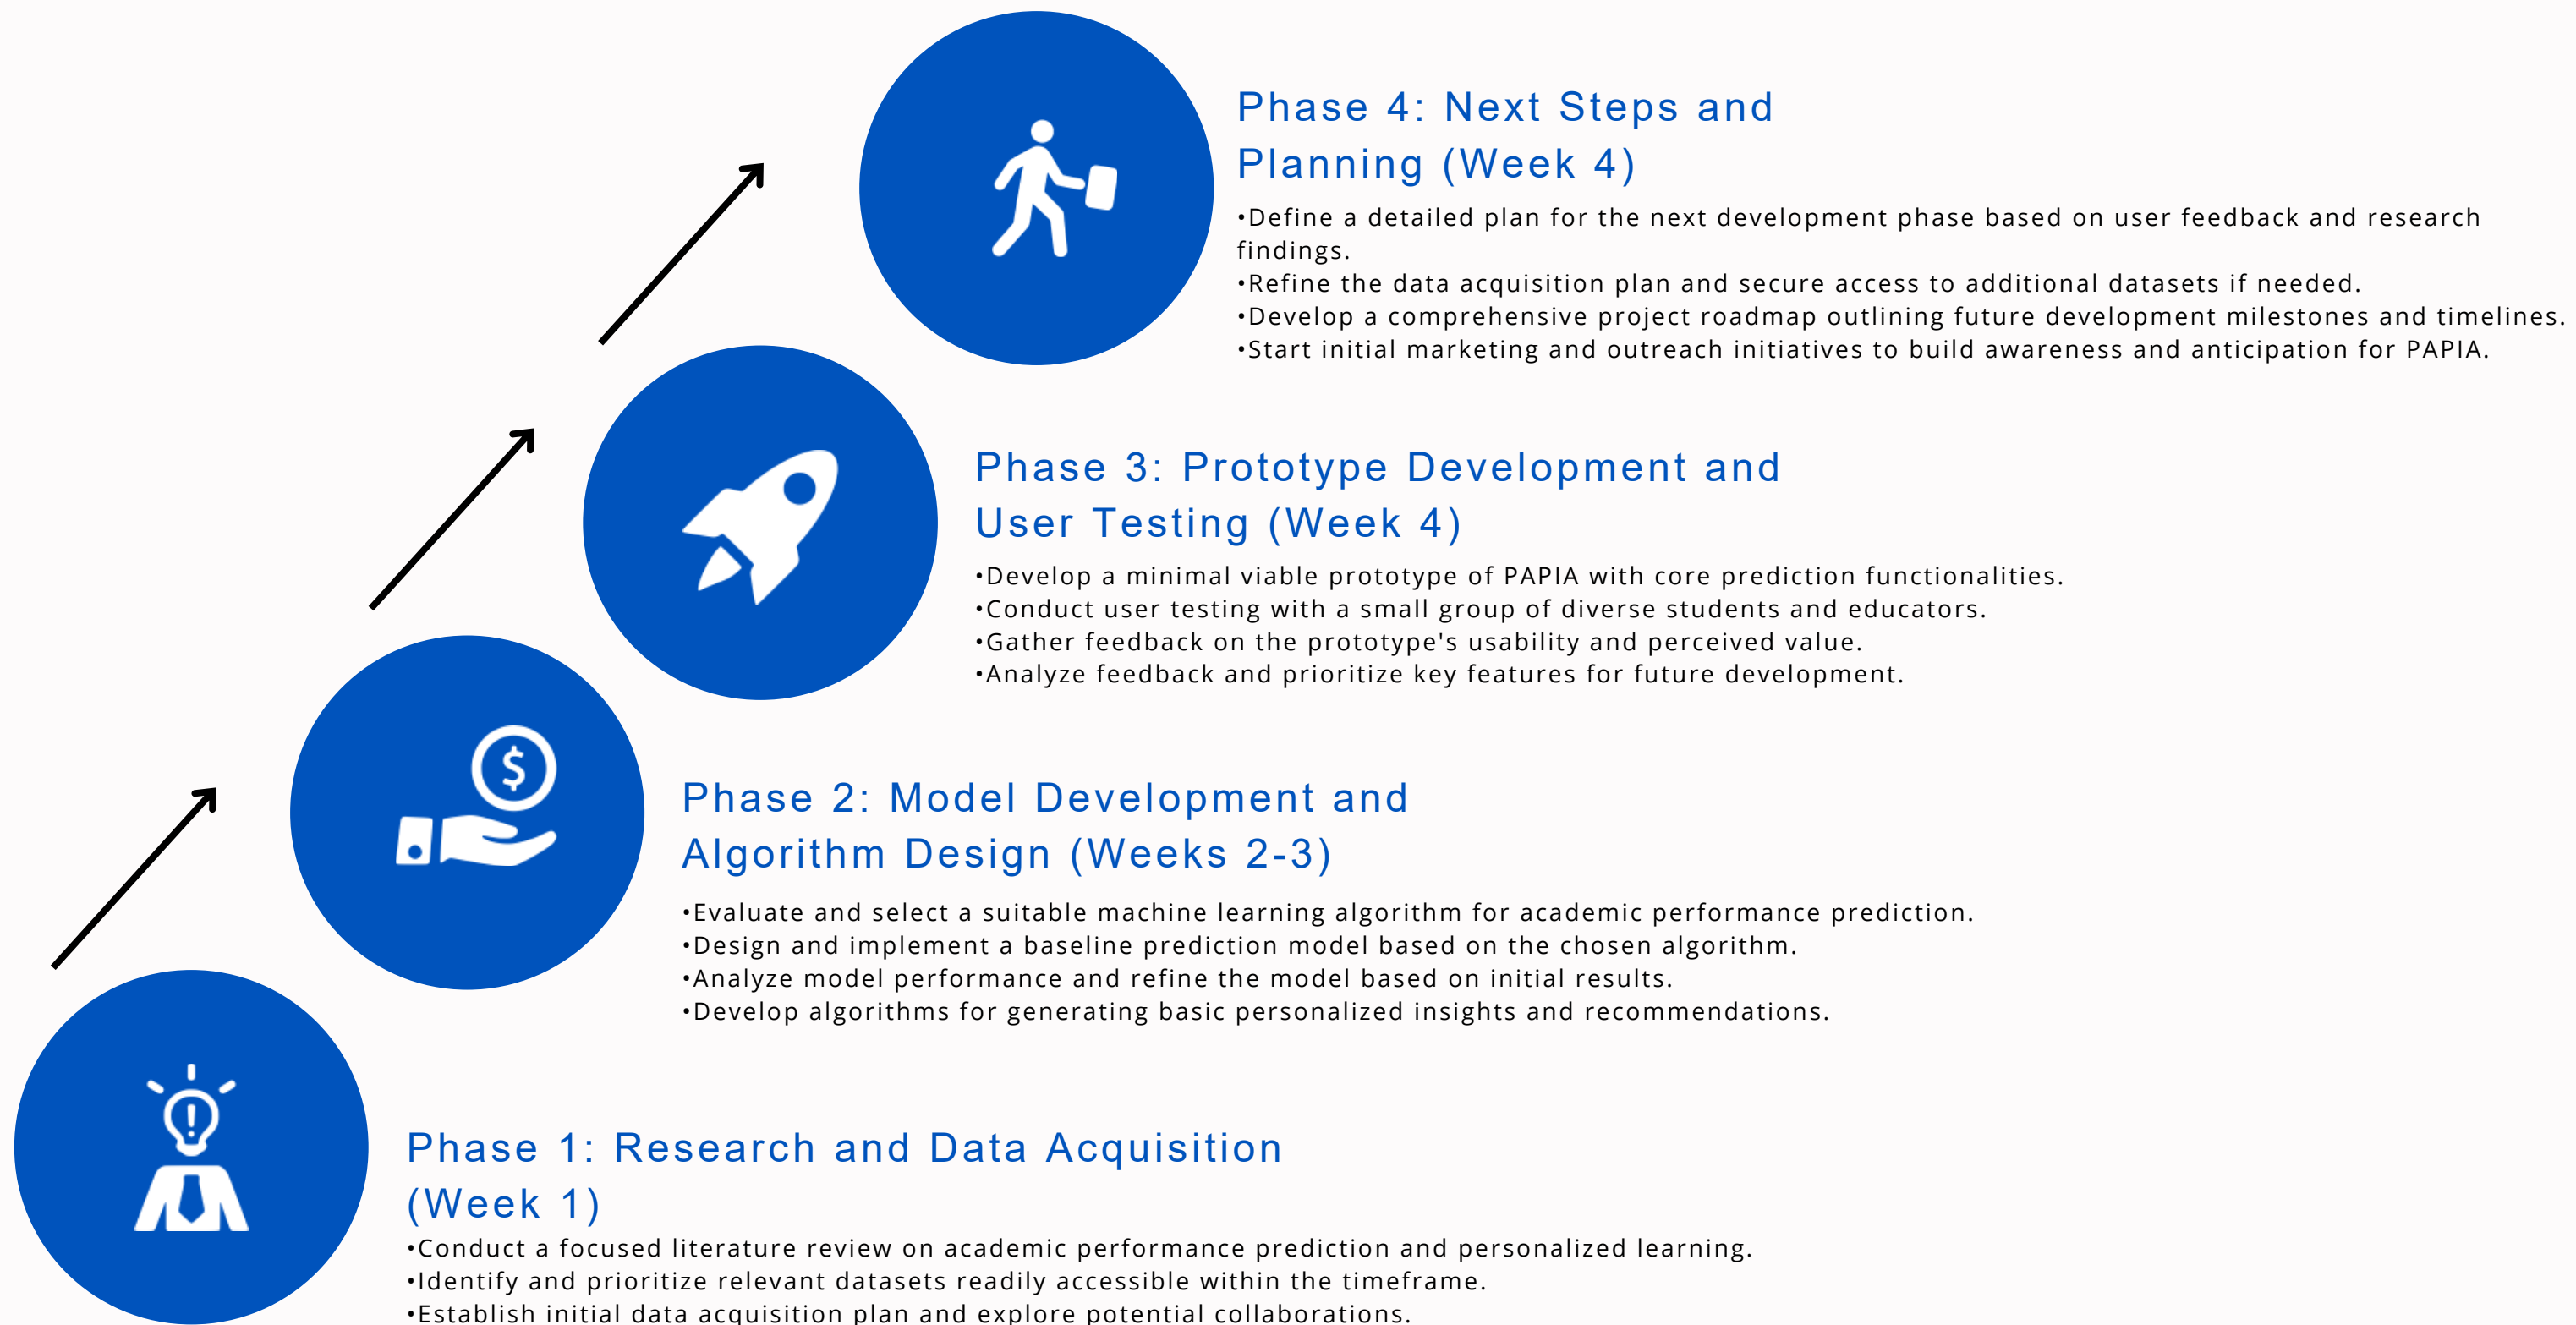 Phase 4: Next Steps and
Planning (Week 4)
•Define a detailed plan for the next development phase based on user feedback and research
findings.
•Refine the data acquisition plan and secure access to additional datasets if needed.
•Develop a comprehensive project roadmap outlining future development milestones and timelines.
•Start initial marketing and outreach initiatives to build awareness and anticipation for PAPIA.
Phase 3: Prototype Development and
User Testing (Week 4)
•Develop a minimal viable prototype of PAPIA with core prediction functionalities.
•Conduct user testing with a small group of diverse students and educators.
•Gather feedback on the prototype's usability and perceived value.
•Analyze feedback and prioritize key features for future development.
$
Phase 2: Model Development and
Algorithm Design (Weeks 2-3)
•Evaluate and select a suitable machine learning algorithm for academic performance prediction.
•Design and implement a baseline prediction model based on the chosen algorithm.
•Analyze model performance and refine the model based on initial results.
•Develop algorithms for generating basic personalized insights and recommendations.
!
Phase 1: Research and Data Acquisition
(Week 1)
•Conduct a focused literature review on academic performance prediction and personalized learning.
•Identify and prioritize relevant datasets readily accessible within the timeframe.
•Establish initial data acquisition plan and explore potential collaborations.